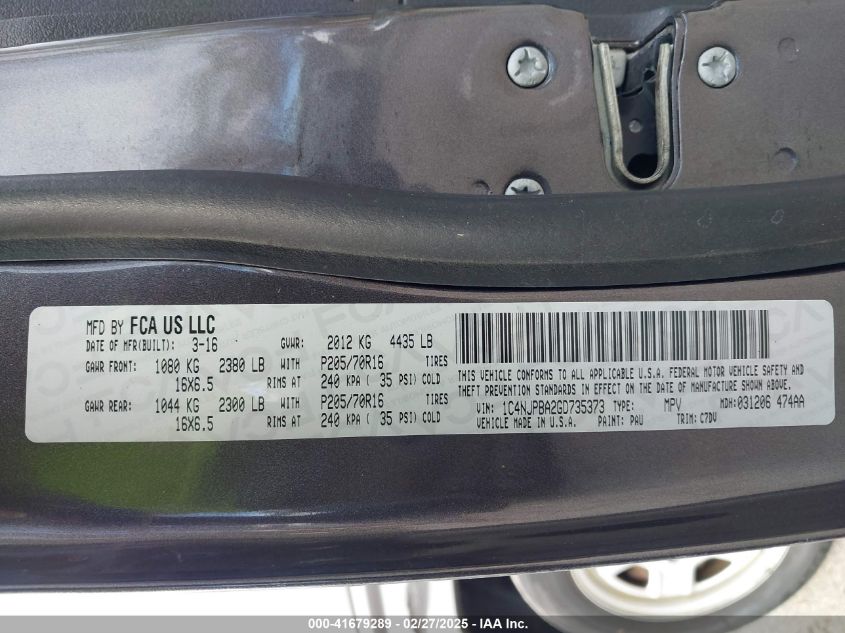 MFD BY FCA US LLC
DATE OF MFR(BUILT): 3-16 GVWR: 2012 KG 4435 LB
GAWR FRONT: 1080 KG 2380 LB WITH P205/70R16 TIRES
16X6.5 RIMS AT 240 KPA ( 35 PSI) COLD
GAWR REAR: 1044 KG 2300 LB WITH P205/70R16 TIRES
16X6.5 RIMS AT 240 KPA ( 35 PSI) COLD
THIS VEHICLE CONFORMS TO ALL APPLICABLE U.S.A. FEDERAL MOTOR VEHICLE SAFETY AND
THEFT PREVENTION STANDARDS IN EFFECT ON THE DATE OF MANUFACTURE SHOWN ABOVE.
VIN: 1C4NJPBA2GD735373 TYPE: MPV MDH: 031206 474AA
VEHICLE MADE IN U.S.A. PAINT: PAU TRIM: C7DV
000-41679289 - 02/27/2025 - IAAI Inc.